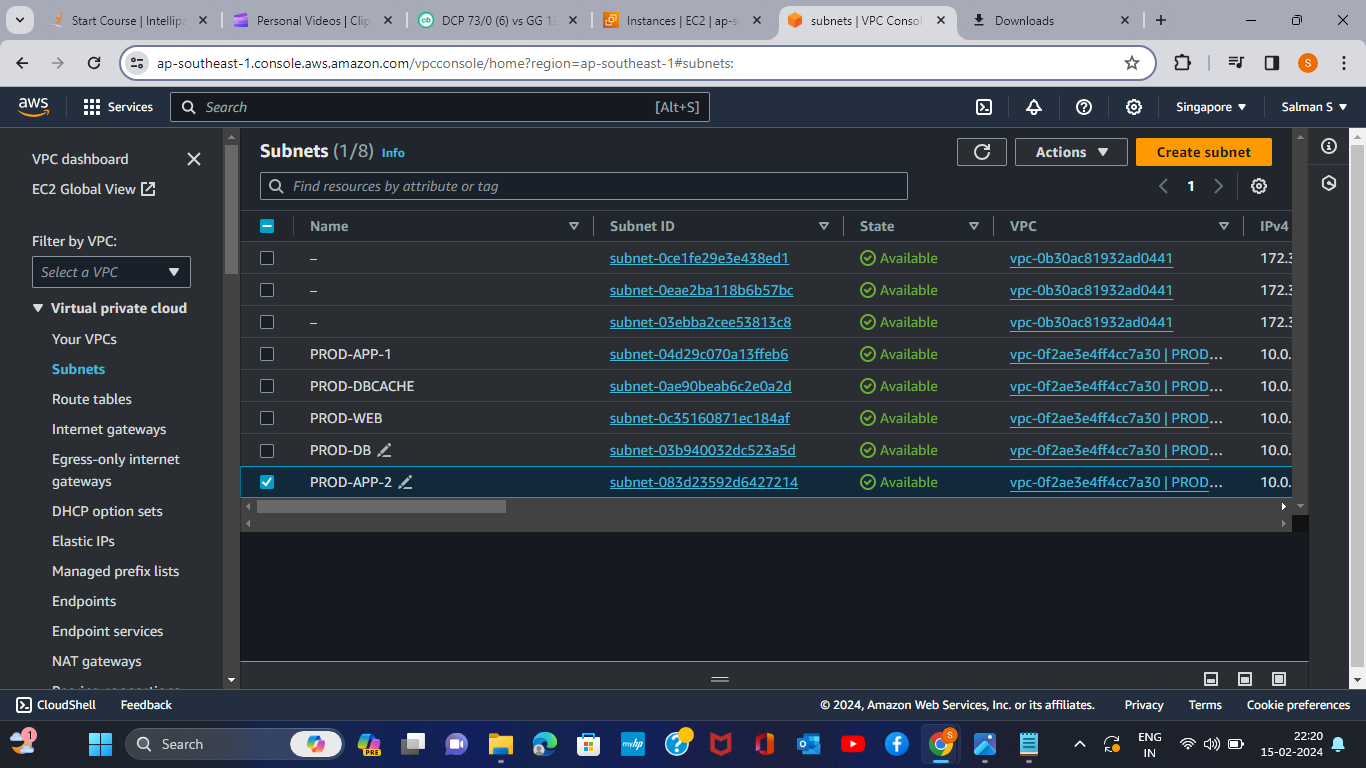 Start Course | Intellipa
Personal Videos | Clip
DCP 73/0 (6) vs GG 13
Instances | EC2 | ap-s
subnets | VPC Consol
Downloads
ap-southeast-1.console.aws.amazon.com/vpcconsole/home?region=ap-southeast-1#subnets:
S
aws
Services
Search
[Alt+S]
Singapore
Salman S
VPC dashboard
EC2 Global View
Filter by VPC:
Select a VPC
Virtual private cloud
Your VPCs
Subnets
Route tables
Internet gateways
Egress-only internet
gateways
DHCP option sets
Elastic IPs
Managed prefix lists
Endpoints
Endpoint services
NAT gateways
Subnets (1/8) Info
Actions
Create subnet
Find resources by attribute or tag
1
Name Subnet ID State VPC IPv4
– subnet-0ce1fe29e3e438ed1 Available vpc-0b30ac81932ad0441 172.3
– subnet-0eae2ba118b6b57bc Available vpc-0b30ac81932ad0441 172.3
– subnet-03ebba2cee53813c8 Available vpc-0b30ac81932ad0441 172.3
PROD-APP-1 subnet-04d29c070a13ffeb6 Available vpc-0f2ae3e4ff4cc7a30 | PROD... 10.0.
PROD-DBCACHE subnet-0ae90beab6c2e0a2d Available vpc-0f2ae3e4ff4cc7a30 | PROD... 10.0.
PROD-WEB subnet-0c35160871ec184af Available vpc-0f2ae3e4ff4cc7a30 | PROD... 10.0.
PROD-DB subnet-03b940032dc523a5d Available vpc-0f2ae3e4ff4cc7a30 | PROD... 10.0.
PROD-APP-2 subnet-083d23592d6427214 Available vpc-0f2ae3e4ff4cc7a30 | PROD... 10.0.
CloudShell
Feedback
© 2024, Amazon Web Services, Inc. or its affiliates.
Privacy
Terms
Cookie preferences
1
Search
PRE
myhp
S
ENG
IN
22:20
15-02-2024